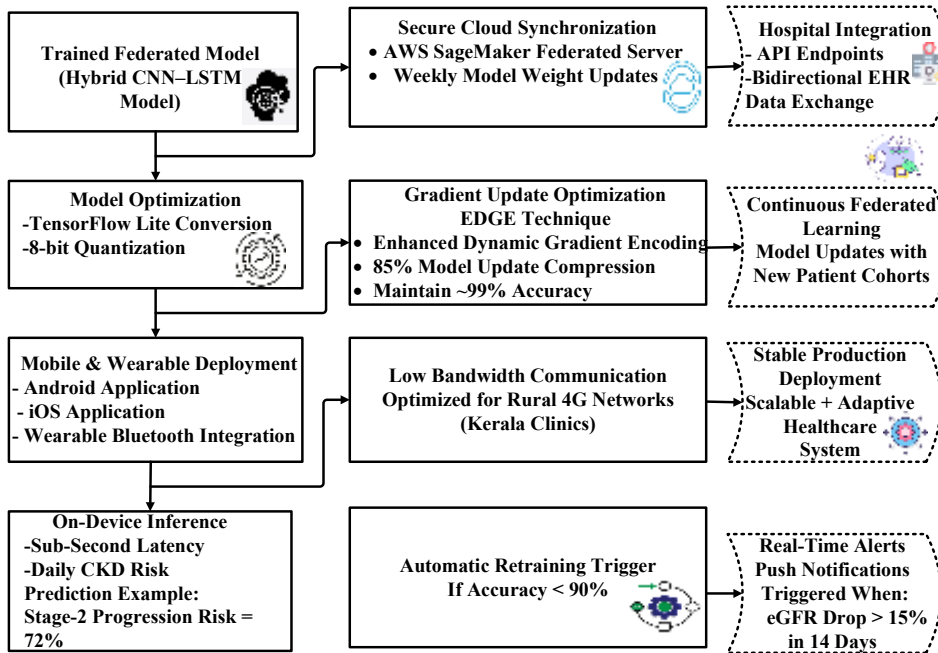 Trained Federated Model
(Hybrid CNN–LSTM
Model)
Secure Cloud Synchronization
• AWS SageMaker Federated Server
• Weekly Model Weight Updates
Hospital Integration
- API Endpoints
-Bidirectional EHR
Data Exchange
Model Optimization
-TensorFlow Lite Conversion
-8-bit Quantization
Gradient Update Optimization
EDGE Technique
• Enhanced Dynamic Gradient Encoding
• 85% Model Update Compression
• Maintain ~99% Accuracy
Continuous Federated
Learning
Model Updates with
New Patient Cohorts
Mobile & Wearable Deployment
- Android Application
- iOS Application
- Wearable Bluetooth Integration
Low Bandwidth Communication
Optimized for Rural 4G Networks
(Kerala Clinics)
Stable Production
Deployment
Scalable + Adaptive
Healthcare
System
On-Device Inference
-Sub-Second Latency
-Daily CKD Risk
Prediction Example:
Stage-2 Progression Risk =
72%
Automatic Retraining Trigger
If Accuracy < 90%
Real-Time Alerts
Push Notifications
Triggered When:
eGFR Drop > 15%
in 14 Days